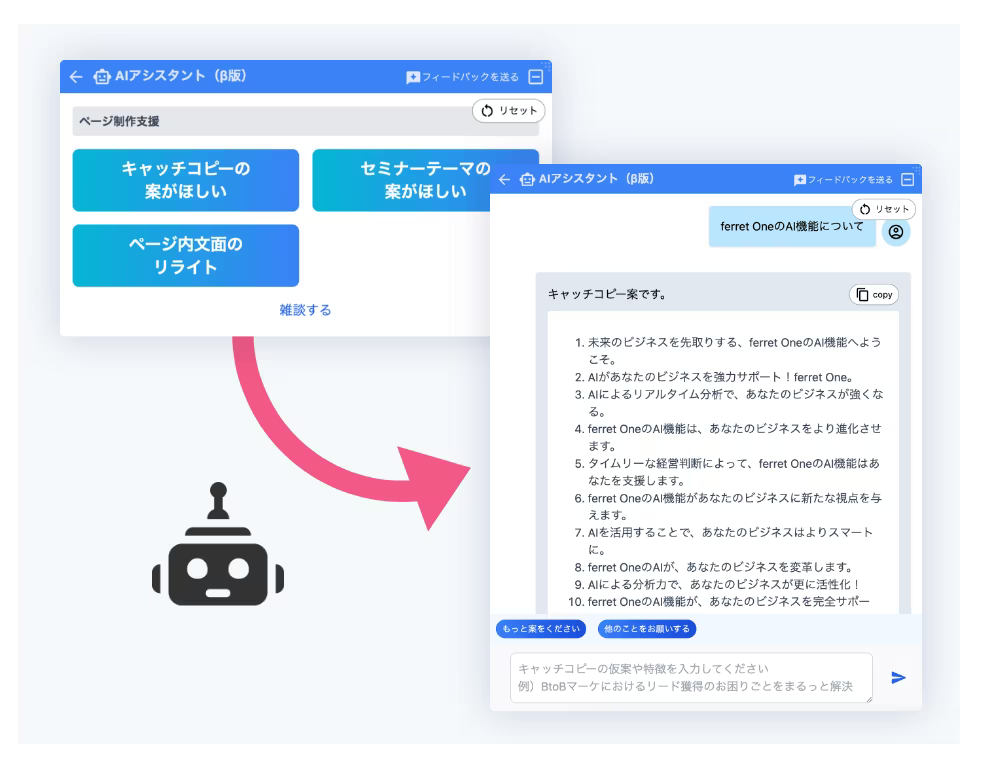 AIアシスタント（β版）
フィードバックを送る
リセット
ページ制作支援
キャッチコピーの
案がほしい
セミナーテーマの
案がほしい
ページ内文面の
リライト
雑談する
AIアシスタント（β版）
フィードバックを送る
リセット
ferret OneのAI機能について
キャッチコピー案です。
copy
1. 未来のビジネスを先取りする、ferret OneのAI機能へよう
こそ。
2. AIがあなたのビジネスを強力サポート！ferret One。
3. AIによるリアルタイム分析で、あなたのビジネスが強くな
る。
4. ferret OneのAI機能は、あなたのビジネスをより進化させ
ます。
5. タイムリーな経営判断によって、ferret OneのAI機能はあ
なたを支援します。
6. ferret OneのAI機能があなたのビジネスに新たな視点を与
えます。
7. AIを活用することで、あなたのビジネスはよりスマート
に。
8. ferret OneのAIが、あなたのビジネスを変革します。
9. AIによる分析力で、あなたのビジネスが更に活性化！
10. ferret OneのAI機能が、あなたのビジネスを完全サポー
もっと案をください
他のことをお願いする
キャッチコピーの仮案や特徴を入力してください
例）BtoBマーケにおけるリード獲得のお困りごとをまるっと解決